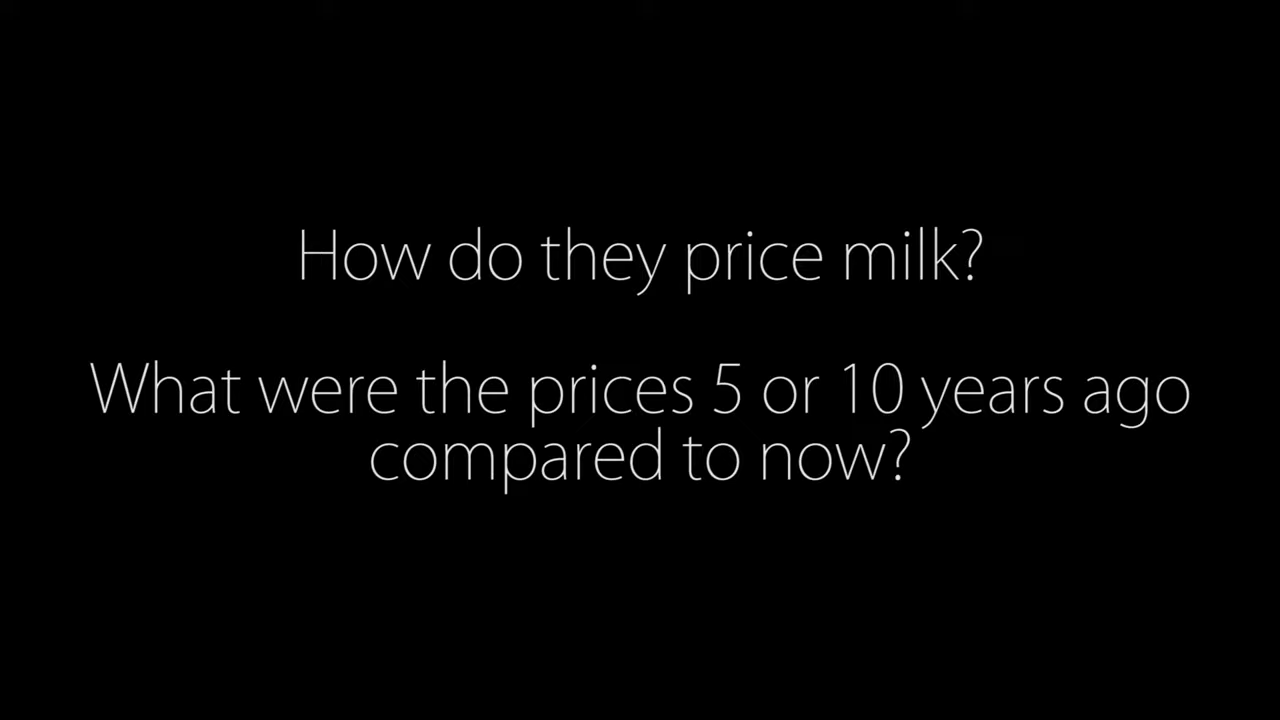 How do they price milk?
What were the prices 5 or 10 years ago
compared to now?